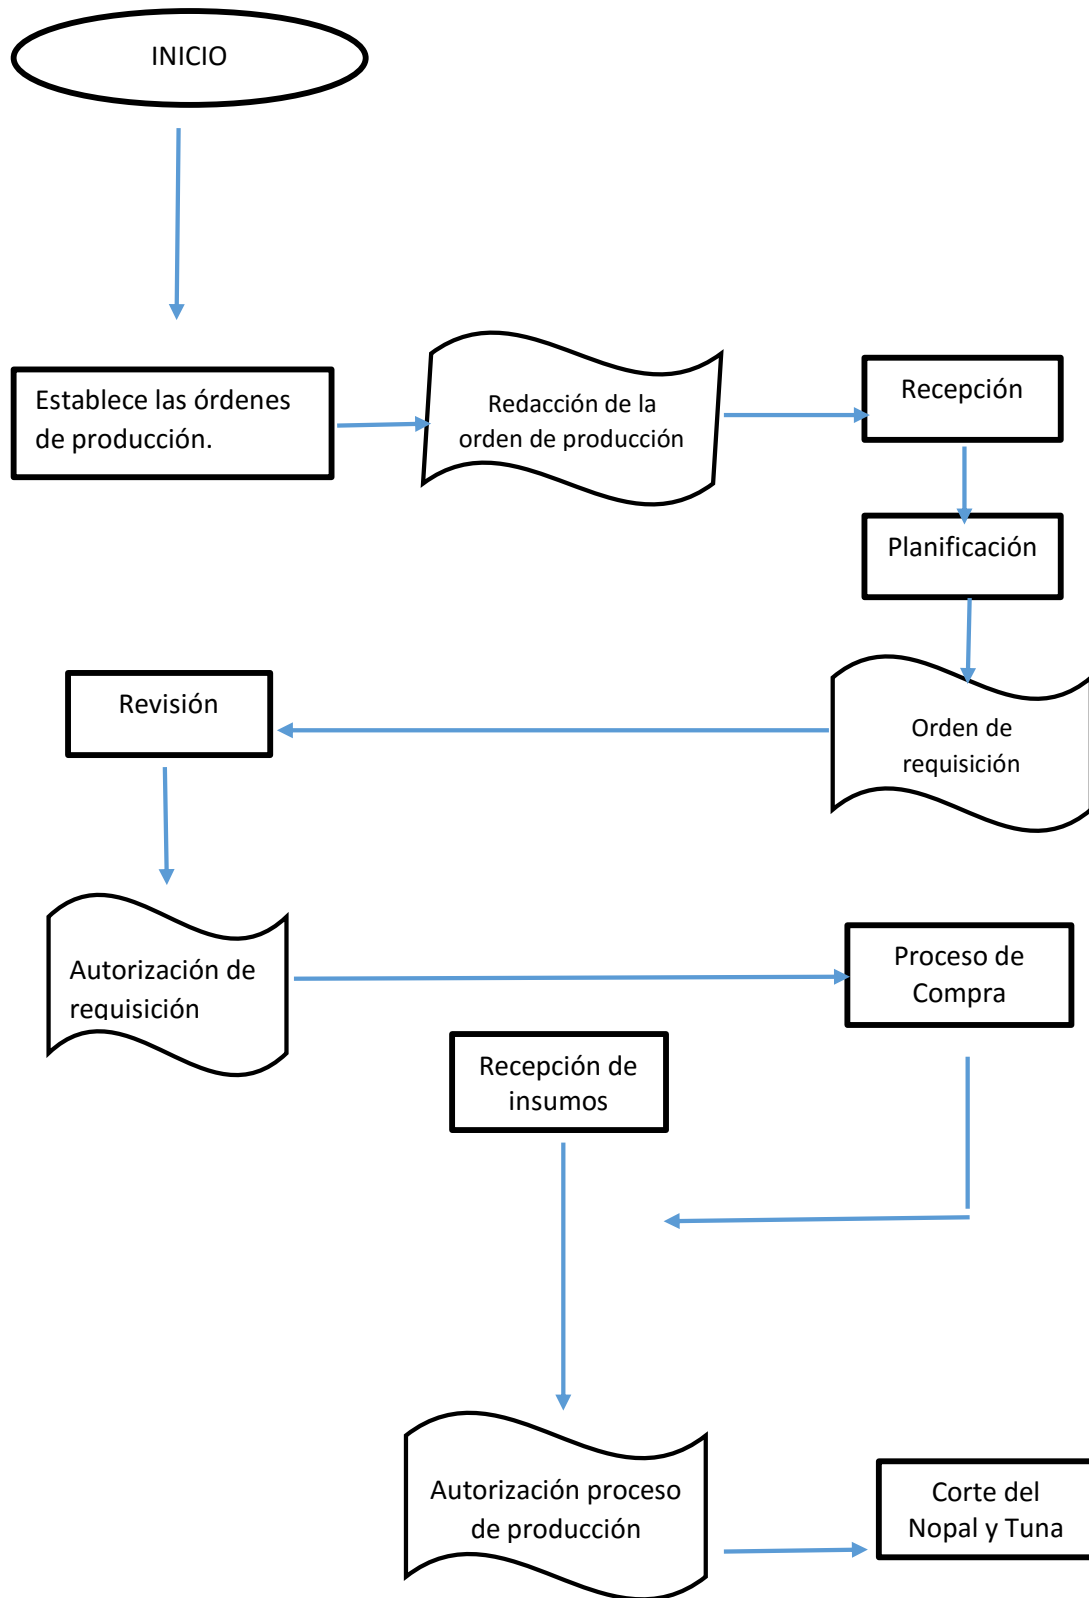 INICIO
Establece las órdenes
de producción.
Redacción de la
orden de producción
Recepción
Planificación
Orden de
requisición
Revisión
Autorización de
requisición
Proceso de
Compra
Recepción de
insumos
Autorización proceso
de producción
Corte del
Nopal y Tuna